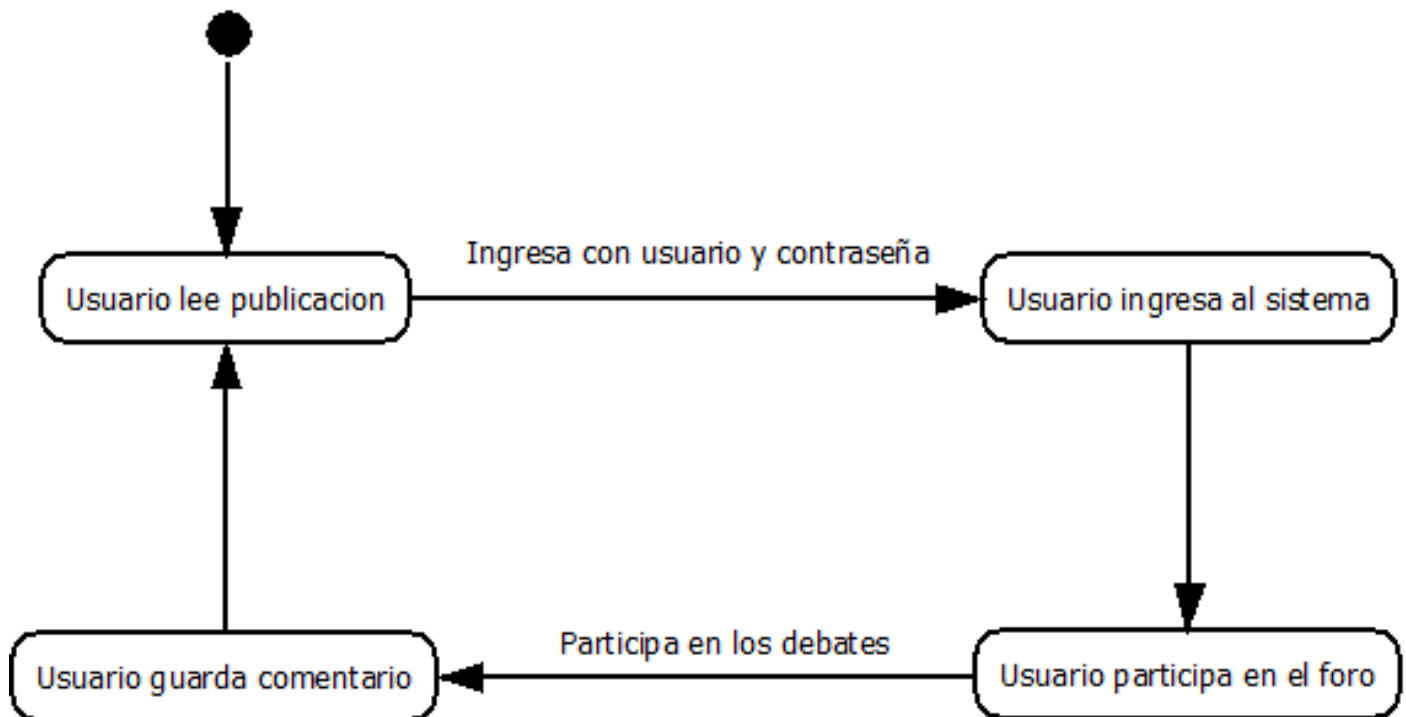 Ingresa con usuario y contraseña
Usuario lee publicacion
Usuario ingresa al sistema
Participa en los debates
Usuario guarda comentario
Usuario participa en el foro